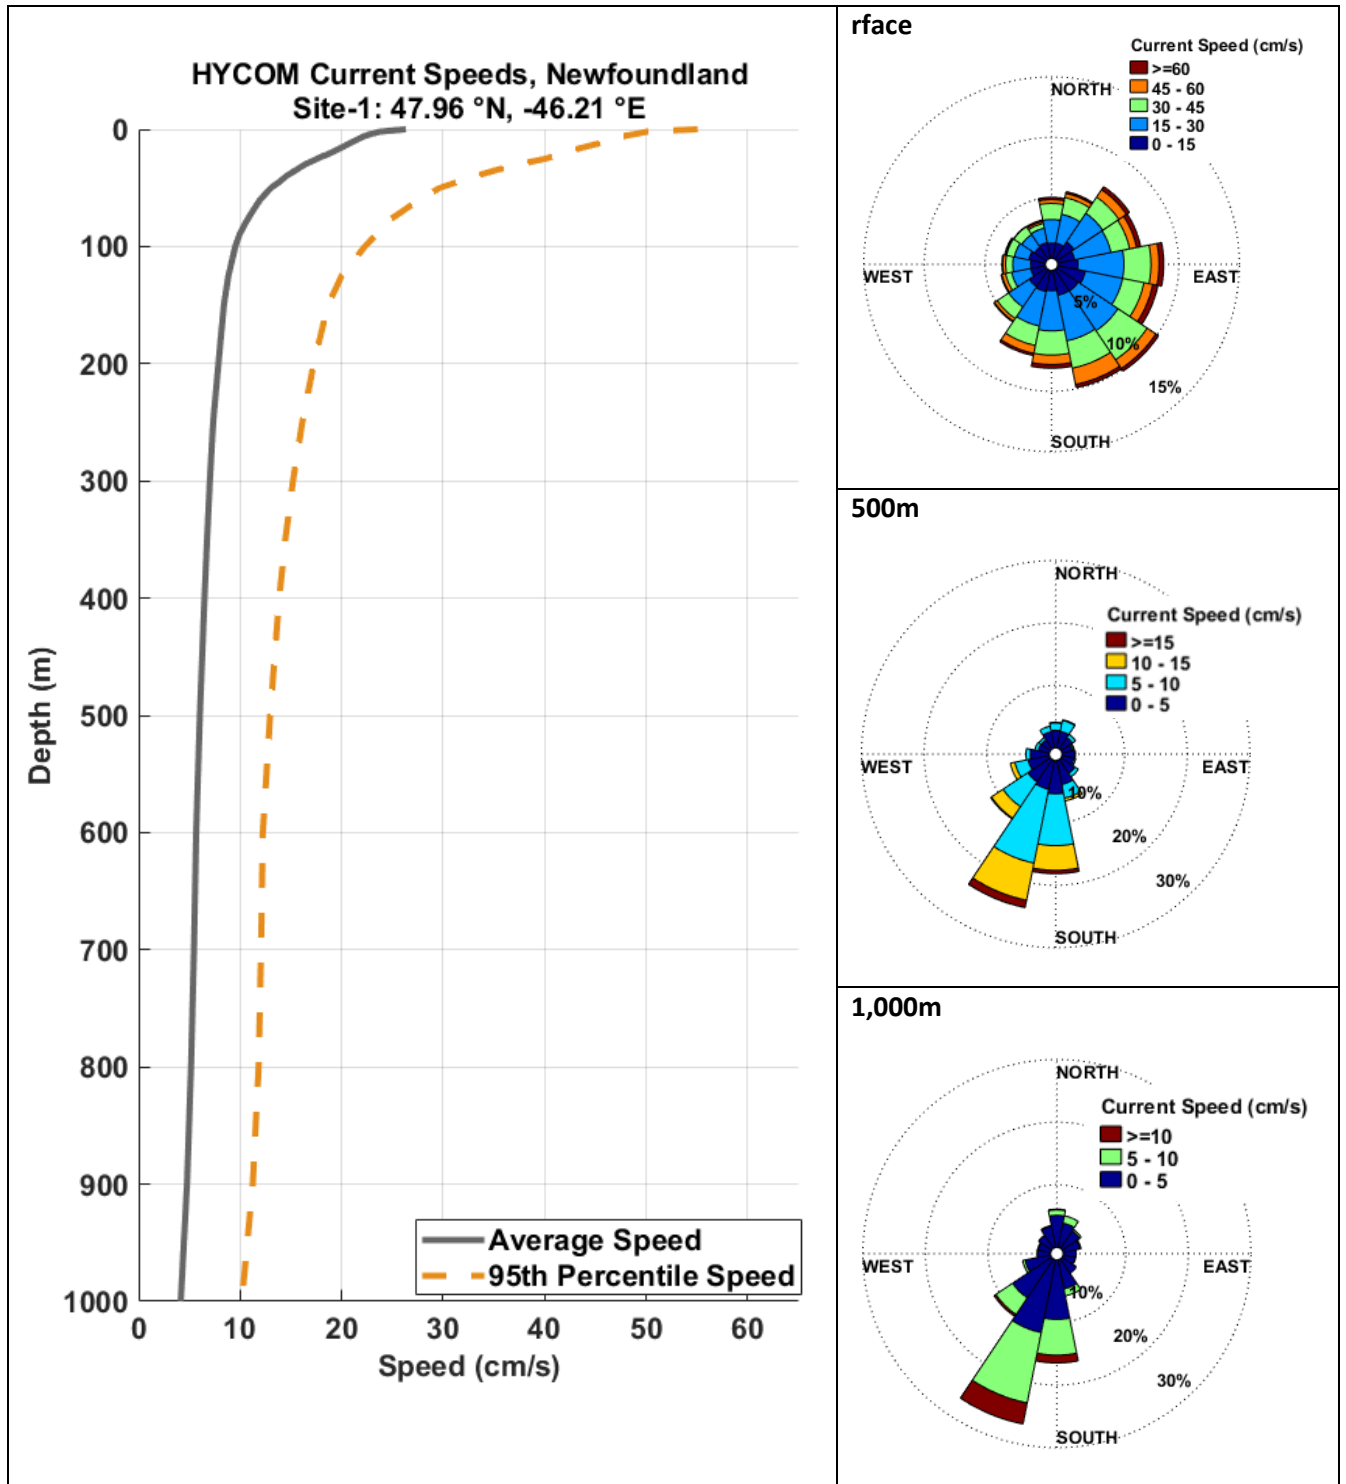 HYCOM Current Speeds, Newfoundland
Site-1: 47.96 °N, -46.21 °E
0
100
200
300
400
500
600
700
800
900
1000
Depth (m)
0
10
20
30
40
50
60
Speed (cm/s)
Average Speed
95th Percentile Speed
rface
Current Speed (cm/s)
>=60
45 - 60
30 - 45
15 - 30
0 - 15
NORTH
WEST
EAST
5%
10%
15%
SOUTH
500m
NORTH
Current Speed (cm/s)
>=15
10 - 15
5 - 10
0 - 5
WEST
EAST
10%
20%
30%
SOUTH
1,000m
NORTH
Current Speed (cm/s)
>=10
5 - 10
0 - 5
WEST
EAST
10%
20%
30%
SOUTH